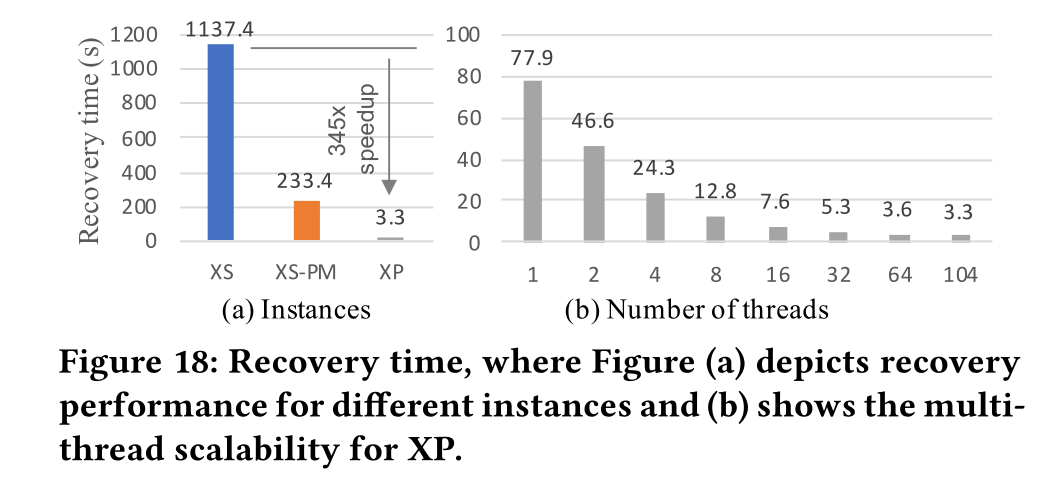 Recovery time (s)
1200
1000
800
600
400
200
0
1137.4
233.4
3.3
345x
speedup
XS XS-PM XP
(a) Instances
100
80
60
40
20
0
77.9
46.6
24.3
12.8
7.6
5.3
3.6
3.3
1 2 4 8 16 32 64 104
(b) Number of threads
Figure 18: Recovery time, where Figure (a) depicts recovery
performance for different instances and (b) shows the multi-
thread scalability for XP.